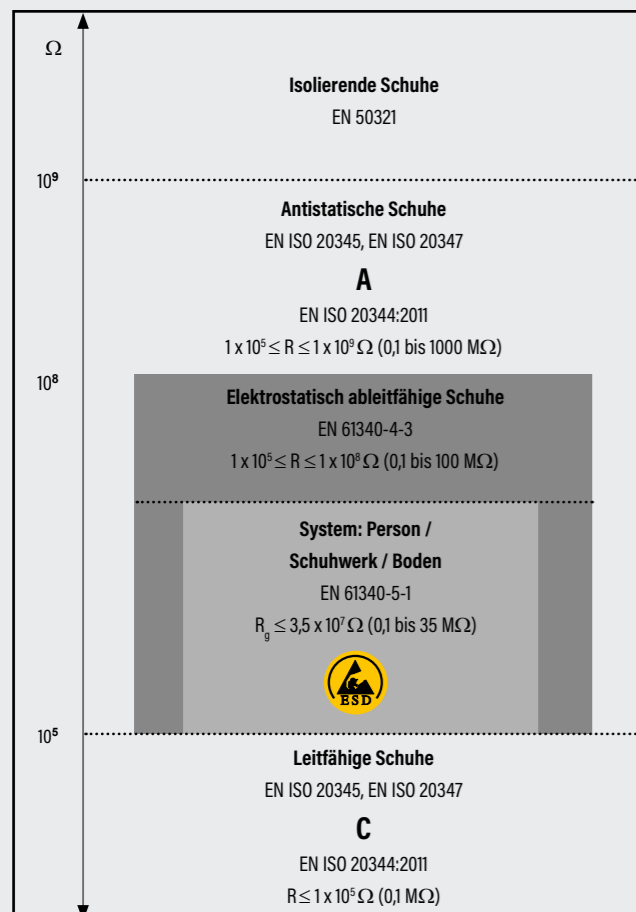 Ω
Isolierende Schuhe
EN 50321
10⁹
Antistatische Schuhe
EN ISO 20345, EN ISO 20347
A
EN ISO 20344:2011
1 x 10⁵ ≤ R ≤ 1 x 10⁹ Ω (0,1 bis 1000 MΩ)
10⁸
Elektrostatisch ableitfähige Schuhe
EN 61340-4-3
1 x 10⁵ ≤ R ≤ 1 x 10⁸ Ω (0,1 bis 100 MΩ)
System: Person /
Schuhwerk / Boden
EN 61340-5-1
R_g ≤ 3,5 x 10⁷ Ω (0,1 bis 35 MΩ)
ESD
10⁵
Leitfähige Schuhe
EN ISO 20345, EN ISO 20347
C
EN ISO 20344:2011
R ≤ 1 x 10⁵ Ω (0,1 MΩ)